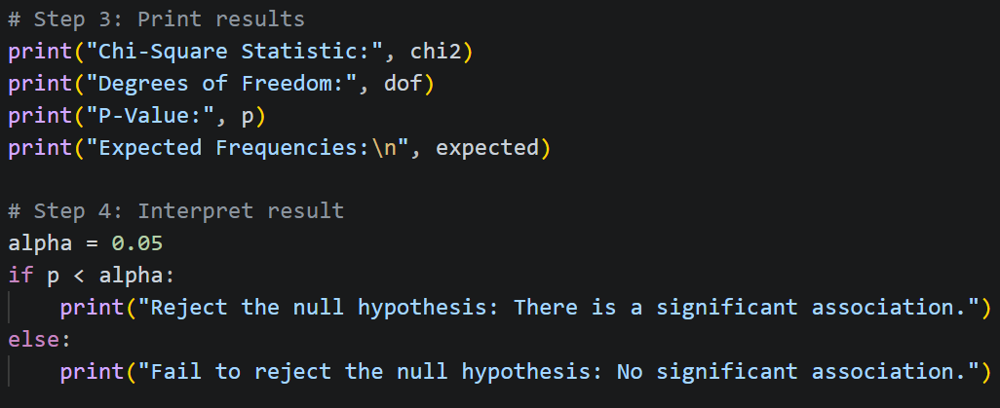 # Step 3: Print results
print("Chi-Square Statistic:", chi2)
print("Degrees of Freedom:", dof)
print("P-Value:", p)
print("Expected Frequencies:\n", expected)

# Step 4: Interpret result
alpha = 0.05
if p < alpha:
    print("Reject the null hypothesis: There is a significant association.")
else:
    print("Fail to reject the null hypothesis: No significant association.")